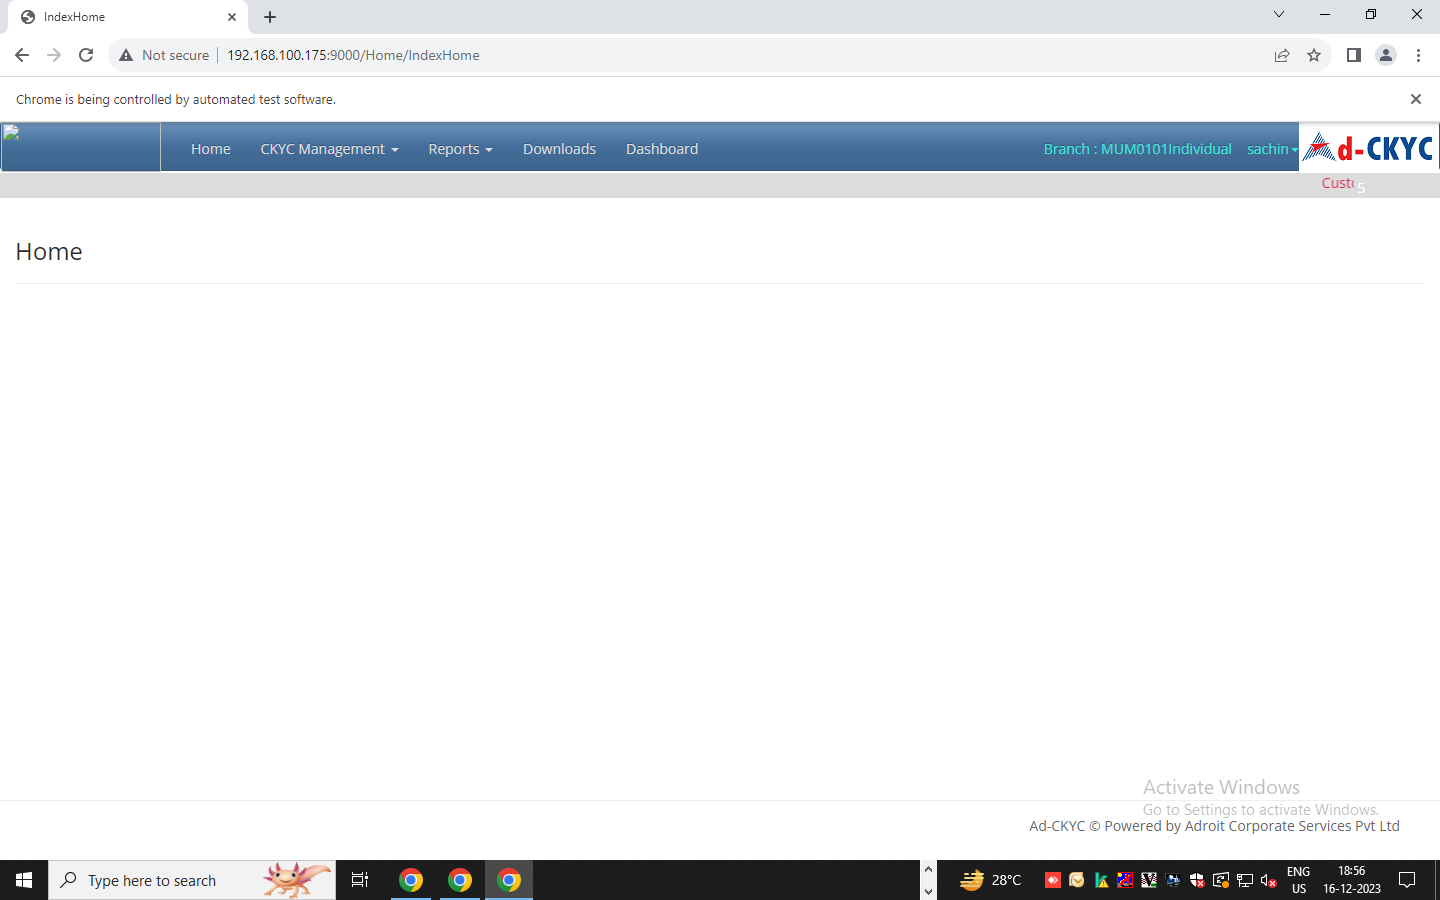 IndexHome
Not secure
192.168.100.175:9000/Home/IndexHome
Chrome is being controlled by automated test software.
Home CKYC Management Reports Downloads Dashboard Branch : MUM0101Individual sachin d-CKYC
5
Home
Activate Windows
Go to Settings to activate Windows.
Ad-CKYC © Powered by Adroit Corporate Services Pvt Ltd
Type here to search
28°C
ENG
US
18:56
16-12-2023